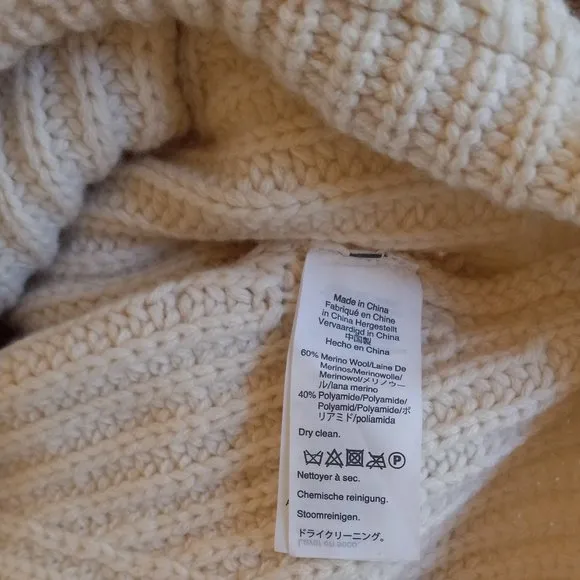 Made in China
Fabriqué en Chine
in China Hergestellt
Vervaardigd in China
中国製
Hecho en China
60% Merino Wool/Laine De
Merinos/Merinowolle/
Merinowol/メリノウー
ル/lana merino
40% Polyamide/Polyamide/
Polyamid/Polyamide/ポ
リアミド/poliamida
Dry clean.
P
Nettoyer à sec.
Chemische reinigung.
Stoomreinigen.
ドライクリーニング。